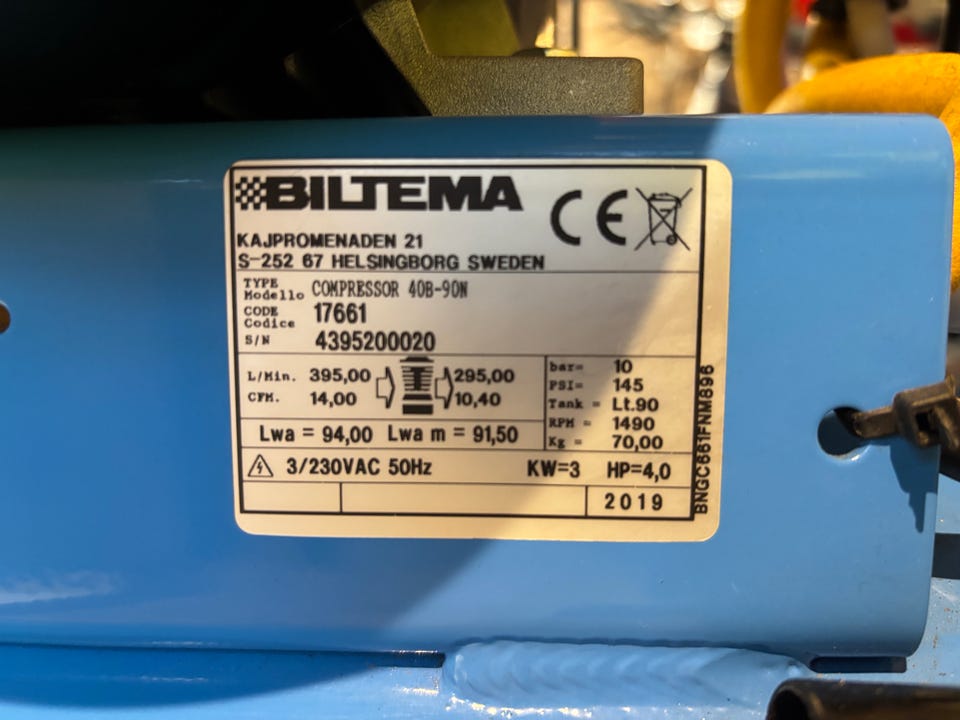 BILTEMA
CE
KAJPROMENADEN 21
S-252 67 HELSINGBORG SWEDEN
TYPE Modello COMPRESSOR 40B-90N
CODE Codice 17661
S/N 4395200020
L/Min. 395,00 295,00
CFM. 14,00 10,40
bar= 10
PSI= 145
Tank = Lt.90
RPM = 1490
Kg = 70,00
Lwa = 94,00 Lwa m = 91,50
3/230VAC 50Hz KW=3 HP=4,0
2019
BNGC661FNM896